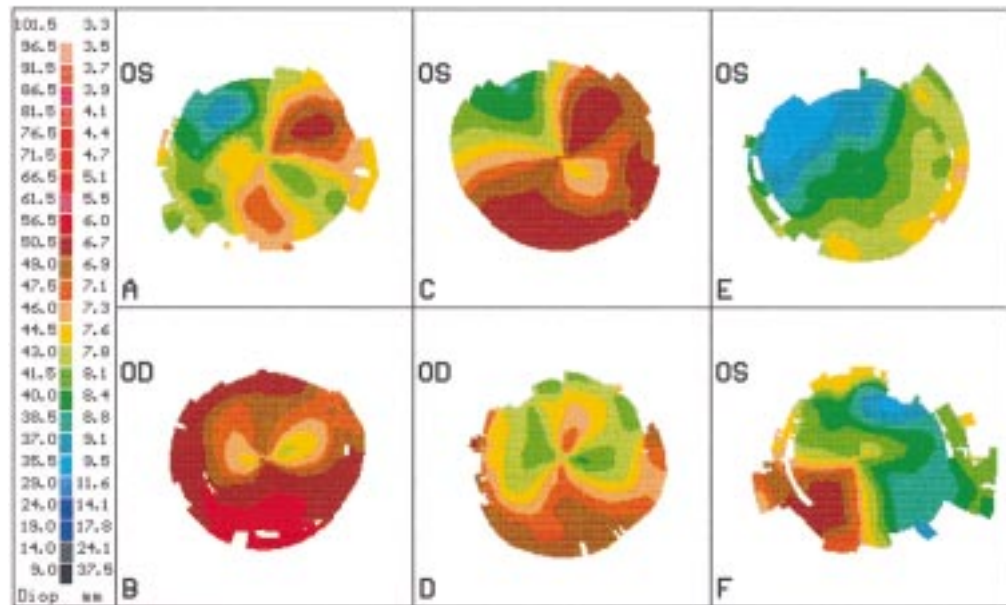 101.5 3.3
96.5 3.5
91.5 3.7
86.5 3.9
81.5 4.1
76.5 4.4
71.5 4.7
66.5 5.1
61.5 5.5
56.5 6.0
50.5 6.7
49.0 6.9
47.5 7.1
46.0 7.3
44.5 7.6
43.0 7.8
41.5 8.1
40.0 8.4
38.5 8.8
37.0 9.1
35.5 9.5
29.0 11.6
24.0 14.1
19.0 17.8
14.0 24.1
9.0 37.5
Diop mm
OS
A
OS
C
OS
E
OD
B
OD
D
OS
F